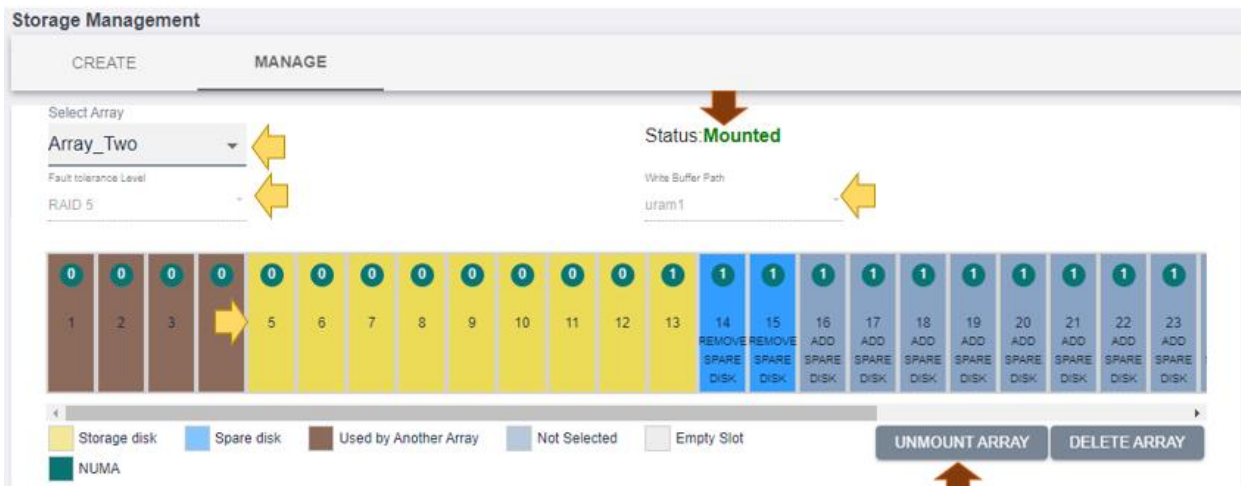 Storage Management
CREATE MANAGE
Select Array
Array_Two
Status:Mounted
Fault tolerance Level
Write Buffer Path
RAID 5
uram1
0 0 0 0 0 0 0 0 0 0 0 0 1 1 1 1 1 1 1 1 1 1 1
1 2 3 5 6 7 8 9 10 11 12 13 14 15 16 17 18 19 20 21 22 23
REMOVE REMOVE ADD ADD ADD ADD ADD ADD ADD ADD
SPARE SPARE SPARE SPARE SPARE SPARE SPARE SPARE SPARE SPARE
DISK DISK DISK DISK DISK DISK DISK DISK DISK DISK
Storage disk Spare disk Used by Another Array Not Selected Empty Slot UNMOUNT ARRAY DELETE ARRAY
NUMA